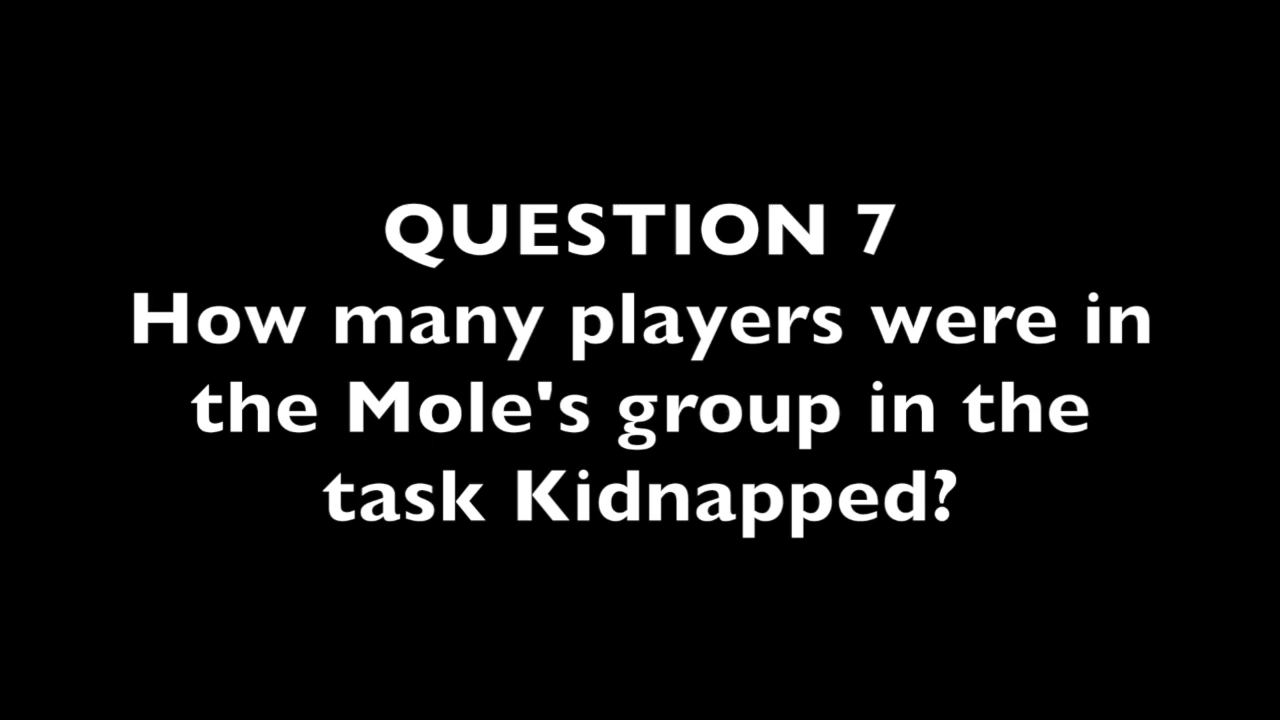 QUESTION 7
How many players were in
the Mole's group in the
task Kidnapped?